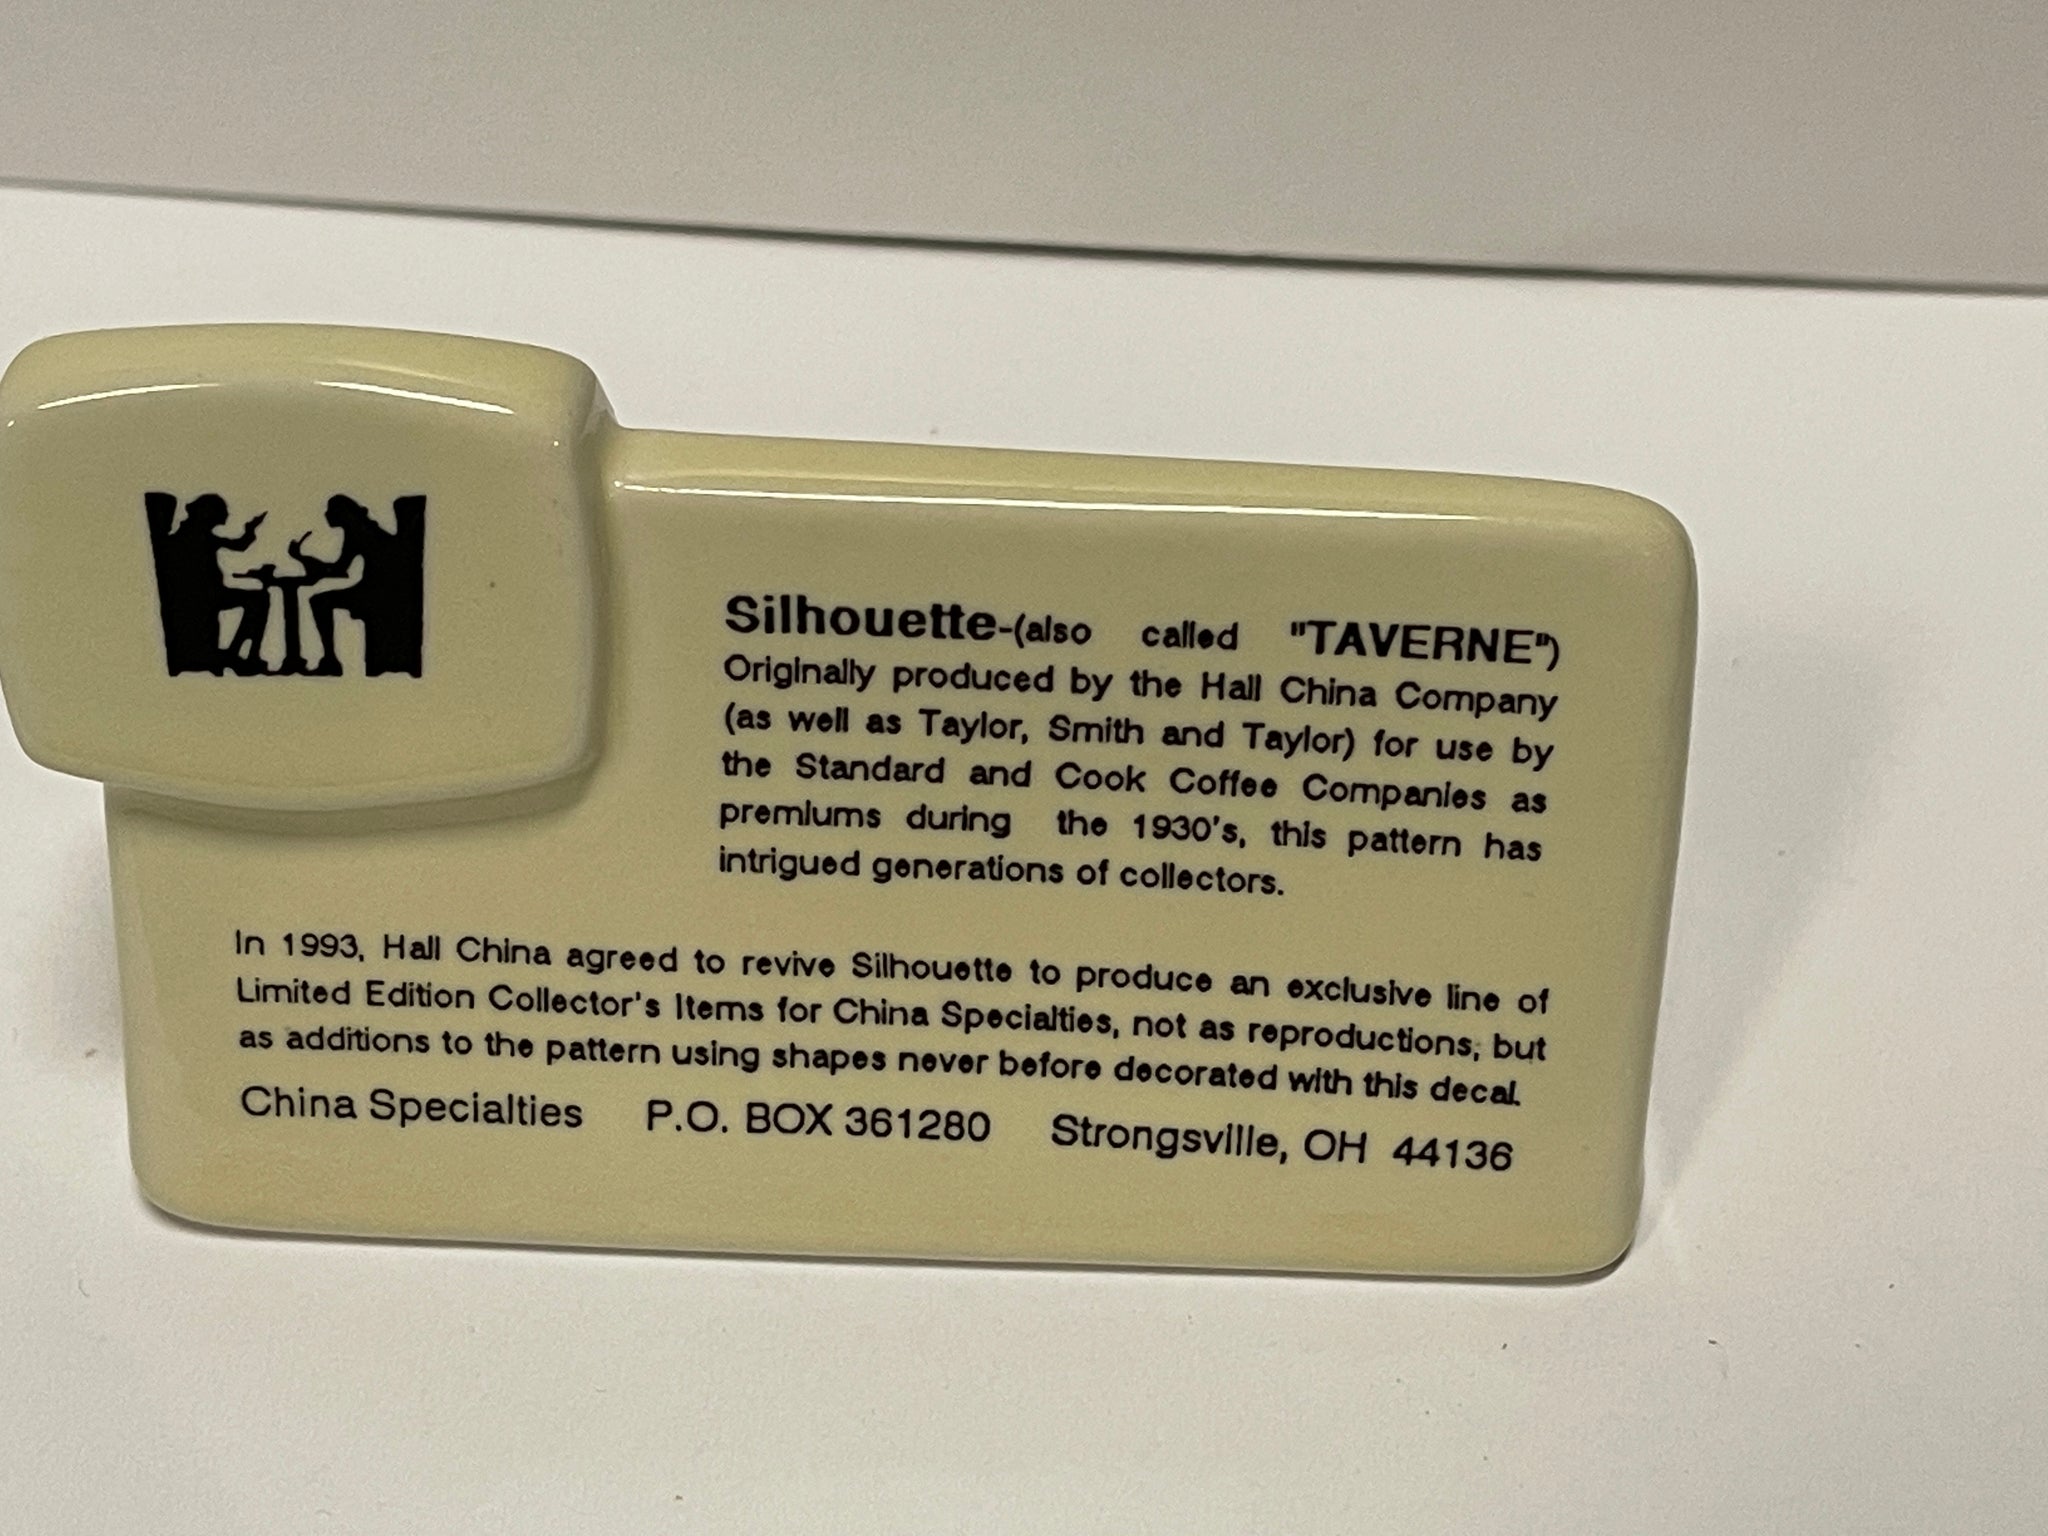 Silhouette-(also called "TAVERNE")
Originally produced by the Hall China Company
(as well as Taylor, Smith and Taylor) for use by
the Standard and Cook Coffee Companies as
premiums during the 1930's, this pattern has
intrigued generations of collectors.
In 1993, Hall China agreed to revive Silhouette to produce an exclusive line of
Limited Edition Collector's Items for China Specialties, not as reproductions, but
as additions to the pattern using shapes never before decorated with this decal.
China Specialties P.O. BOX 361280 Strongsville, OH 44136